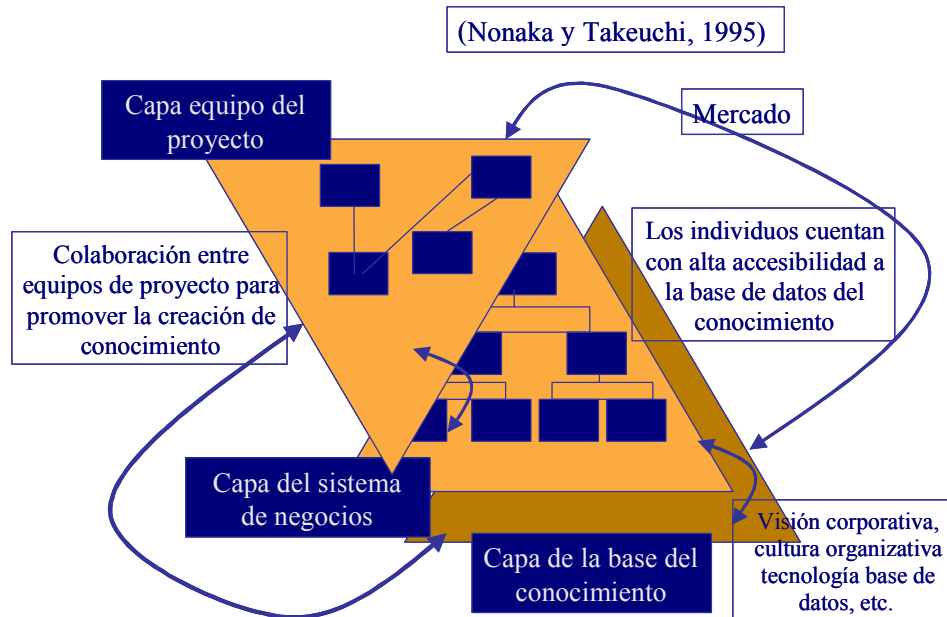 (Nonaka y Takeuchi, 1995)
Capa equipo del
proyecto
Mercado
Colaboración entre
equipos de proyecto para
promover la creación de
conocimiento
Los individuos cuentan
con alta accesibilidad a
la base de datos del
conocimiento
Capa del sistema
de negocios
Capa de la base del
conocimiento
Visión corporativa,
cultura organizativa
tecnología base de
datos, etc.